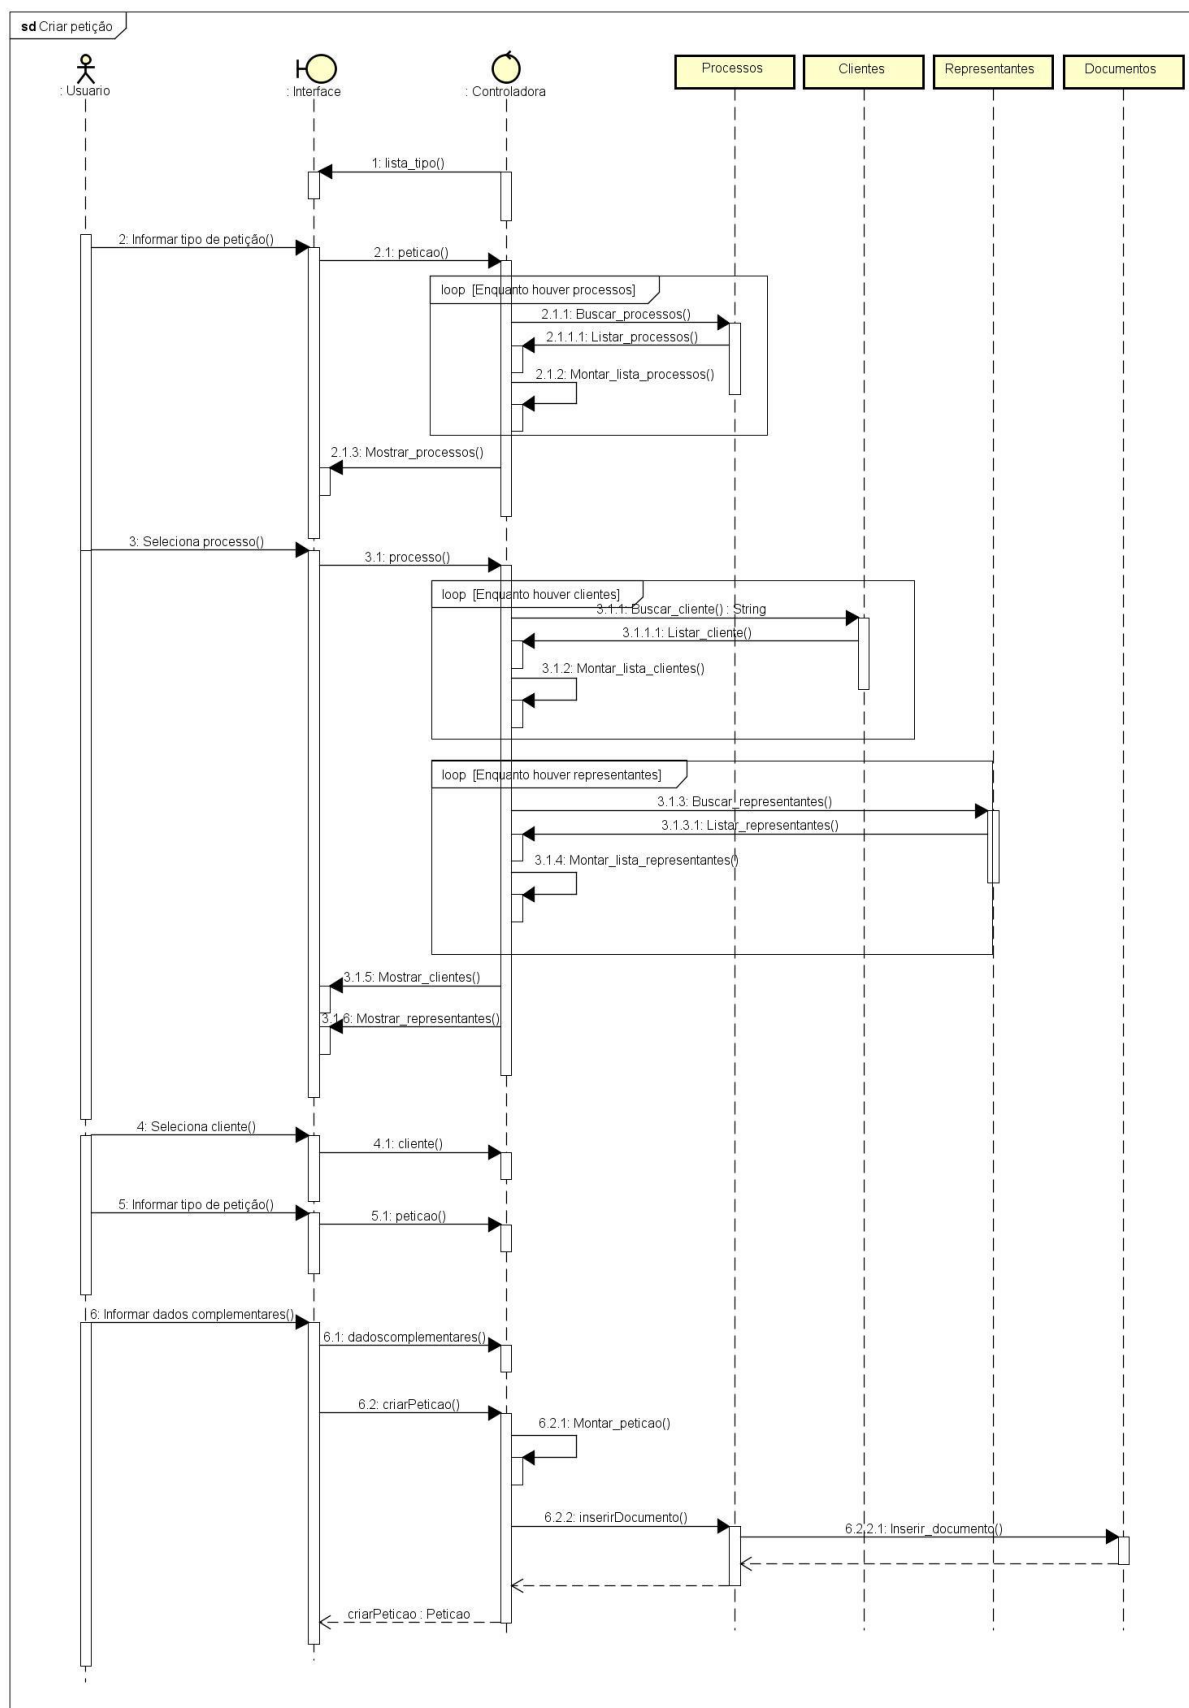 sd Criar petição
: Usuario
: Interface
: Controladora
Processos
Clientes
Representantes
Documentos
1: lista_tipo()
2: Informar tipo de petição()
2.1: peticao()
loop [Enquanto houver processos]
2.1.1: Buscar_processos()
2.1.1.1: Listar_processos()
2.1.2: Montar_lista_processos()
2.1.3: Mostrar_processos()
3: Seleciona processo()
3.1: processo()
loop [Enquanto houver clientes]
3.1.1: Buscar_cliente() : String
3.1.1.1: Listar_cliente()
3.1.2: Montar_lista_clientes()
loop [Enquanto houver representantes]
3.1.3: Buscar_representantes()
3.1.3.1: Listar_representantes()
3.1.4: Montar_lista_representantes()
3.1.5: Mostrar_clientes()
3.1.6: Mostrar_representantes()
4: Seleciona cliente()
4.1: cliente()
5: Informar tipo de petição()
5.1: peticao()
6: Informar dados complementares()
6.1: dadoscomplementares()
6.2: criarPeticao()
6.2.1: Montar_peticao()
6.2.2: inserirDocumento()
6.2.2.1: Inserir_documento()
criarPeticao : Peticao